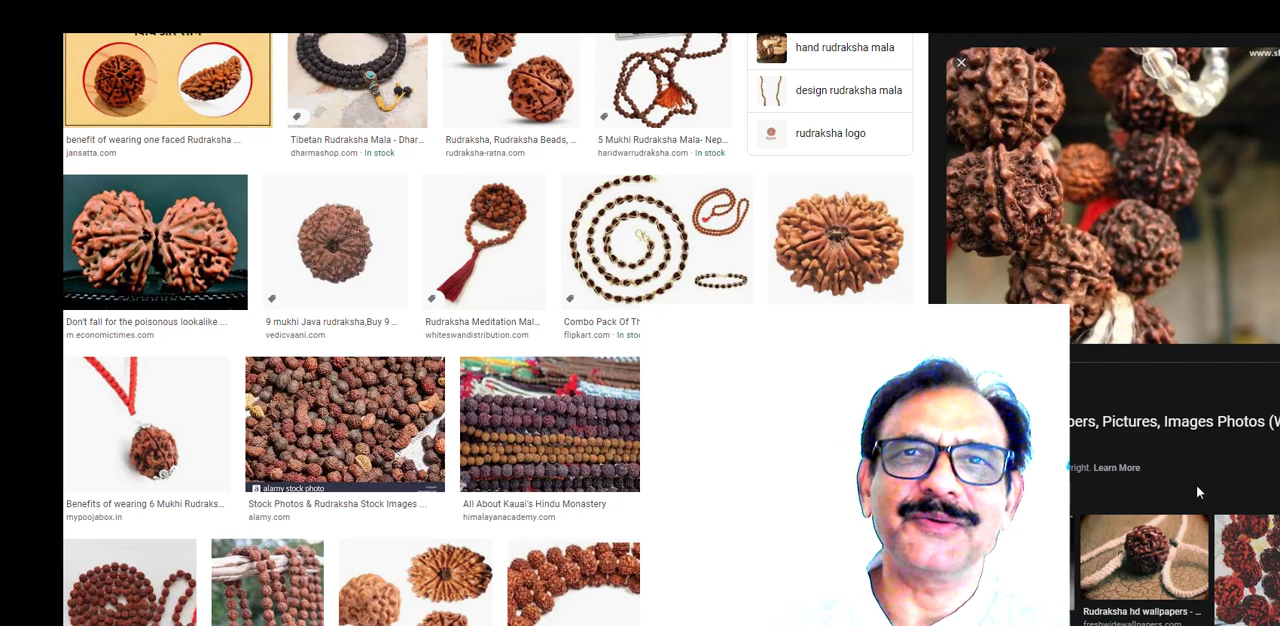 hand rudraksha mala
design rudraksha mala
rudraksha logo
www.s
benefit of wearing one faced Rudraksha ...
jansatta.com
Tibetan Rudraksha Mala - Dhar...
dharmashop.com · In stock
Rudraksha, Rudraksha Beads, ...
rudraksha-ratna.com
5 Mukhi Rudraksha Mala- Nep...
haridwarrudraksha.com · In stock
Don't fall for the poisonous lookalike ...
m.economictimes.com
9 mukhi Java rudraksha,Buy 9 ...
vedicvaani.com
Rudraksha Meditation Mal...
whiteswandistribution.com
Combo Pack Of Th
flipkart.com · In stoc
pers, Pictures, Images Photos (W
right. Learn More
a alamy stock photo
Benefits of wearing 6 Mukhi Rudraks...
mypoojabox.in
Stock Photos & Rudraksha Stock Images ...
alamy.com
All About Kauai's Hindu Monastery
himalayanacademy.com
Rudraksha hd wallpapers - ...
freshwidewallpapers.com